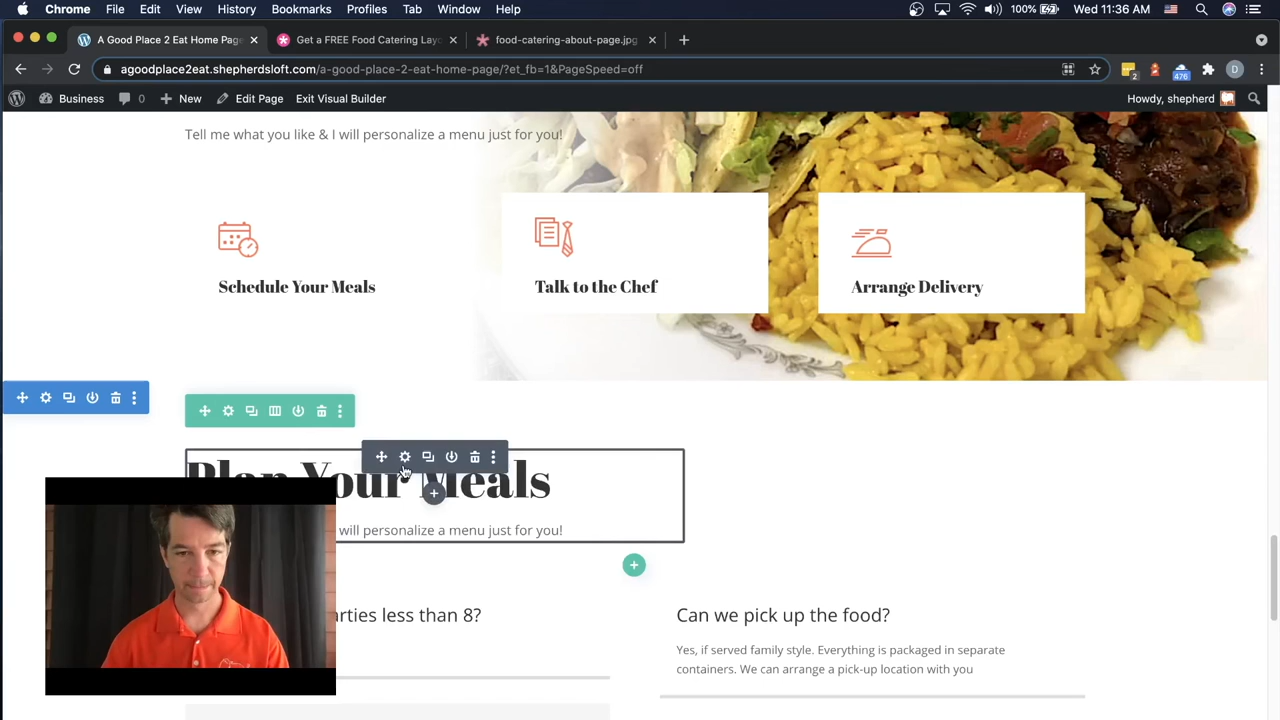 Chrome File Edit View History Bookmarks Profiles Tab Window Help 100% Wed 11:36 AM
A Good Place 2 Eat Home Page
Get a FREE Food Catering Layo
food-catering-about-page.jpg
agoodplace2eat.shepherdsloft.com/a-good-place-2-eat-home-page/?et_fb=1&PageSpeed=off
2
476
D
Business 0 New Edit Page Exit Visual Builder Howdy, shepherd
Tell me what you like & I will personalize a menu just for you!
Schedule Your Meals
Talk to the Chef
Arrange Delivery
Plan Your Meals
will personalize a menu just for you!
arties less than 8?
Can we pick up the food?
Yes, if served family style. Everything is packaged in separate
containers. We can arrange a pick-up location with you